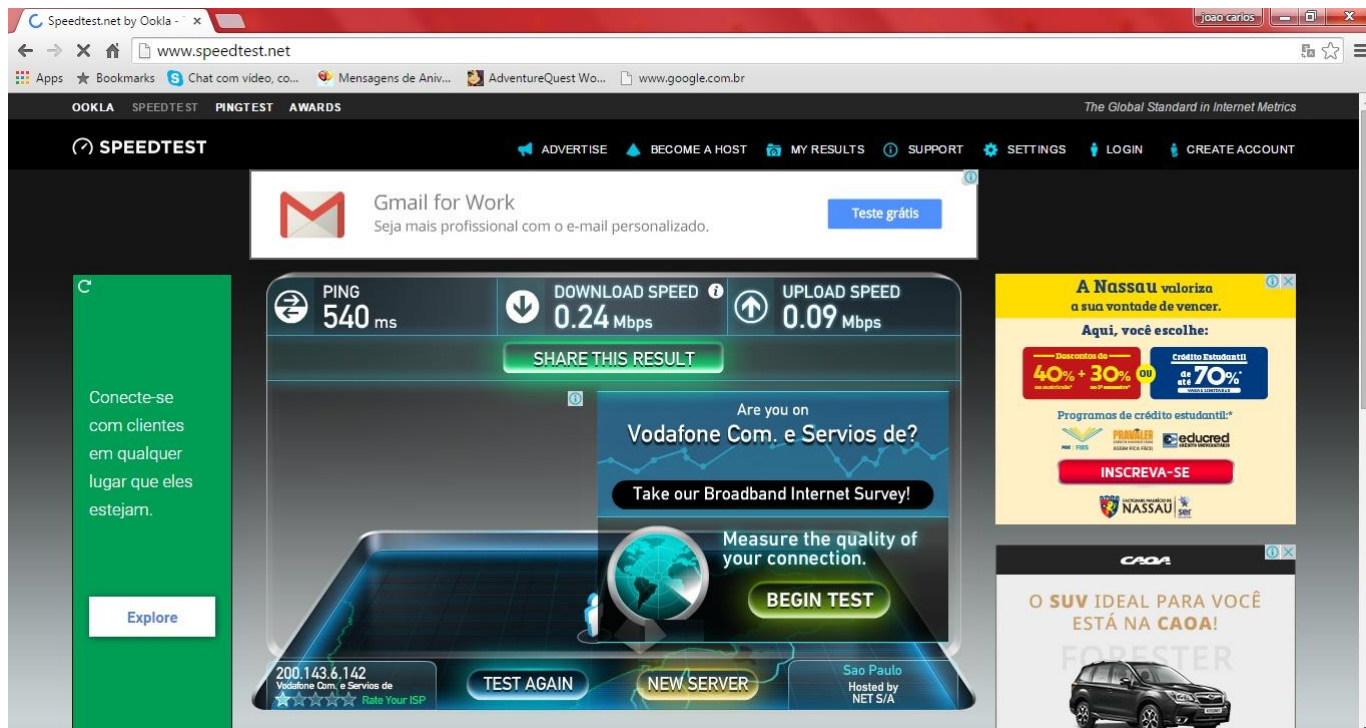 Speedtest.net by Ookla -
joao carlos
www.speedtest.net
Apps Bookmarks Chat com vídeo, co... Mensagens de Aniv... AdventureQuest Wo... www.google.com.br
OOKLA SPEEDTEST PINGTEST AWARDS
The Global Standard in Internet Metrics
SPEEDTEST
ADVERTISE BECOME A HOST MY RESULTS SUPPORT SETTINGS LOGIN CREATE ACCOUNT
Gmail for Work
Seja mais profissional com o e-mail personalizado.
Teste grátis
Conecte-se
com clientes
em qualquer
lugar que eles
estejam.
Explore
PING
540 ms
DOWNLOAD SPEED
0.24 Mbps
UPLOAD SPEED
0.09 Mbps
SHARE THIS RESULT
Are you on
Vodafone Com. e Servios de?
Take our Broadband Internet Survey!
Measure the quality of
your connection.
BEGIN TEST
200.143.6.142
Vodafone Com. e Servios de
Rate Your ISP
TEST AGAIN
NEW SERVER
Sao Paulo
Hosted by
NET S/A
A Nassau valoriza
a sua vontade de vencer.
Aqui, você escolhe:
Descontos de
40% + 30%
OU
Crédito Estudantil
de até 70%*
Programas de crédito estudantil:*
FIES
PRAVALER
educred
INSCREVA-SE
NASSAU
ser
CAOA
O SUV IDEAL PARA VOCÊ
ESTÁ NA CAOA!
FORESTER